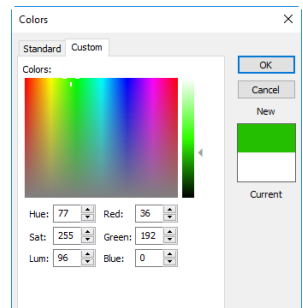 Colors
Standard Custom
Colors:
OK
Cancel
New
Current
Hue: 77 Red: 36
Sat: 255 Green: 192
Lum: 96 Blue: 0